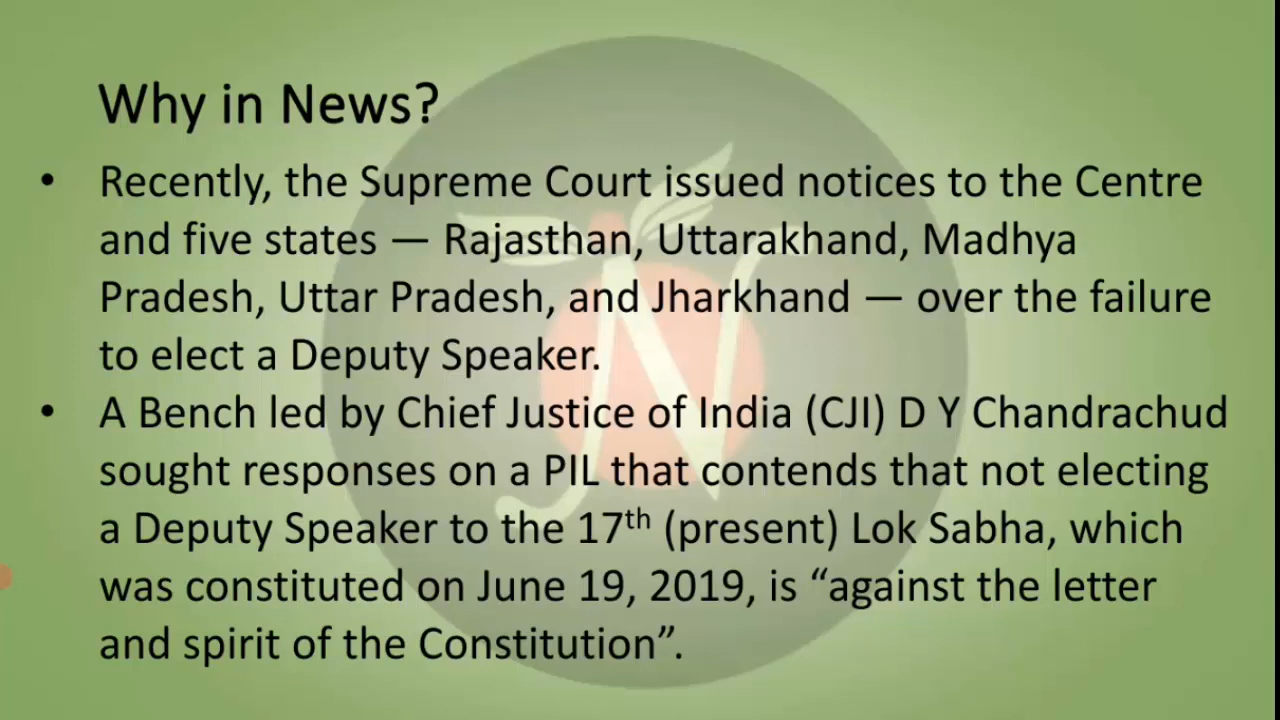 Why in News?
• Recently, the Supreme Court issued notices to the Centre
and five states — Rajasthan, Uttarakhand, Madhya
Pradesh, Uttar Pradesh, and Jharkhand — over the failure
to elect a Deputy Speaker.
• A Bench led by Chief Justice of India (CJI) D Y Chandrachud
sought responses on a PIL that contends that not electing
a Deputy Speaker to the 17th (present) Lok Sabha, which
was constituted on June 19, 2019, is “against the letter
and spirit of the Constitution”.